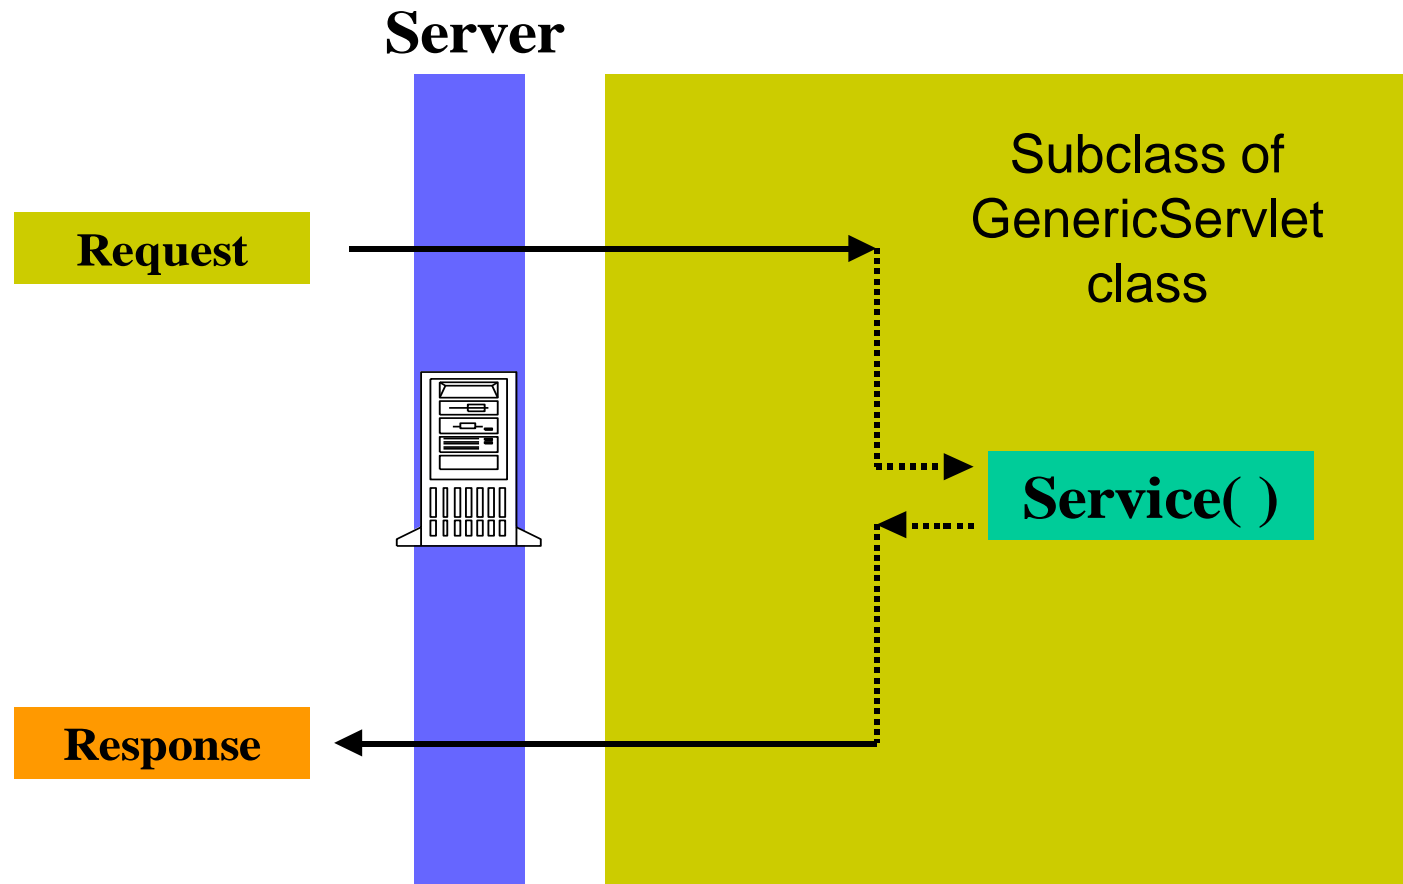 Server
Subclass of
GenericServlet
class
Request
Service( )
Response